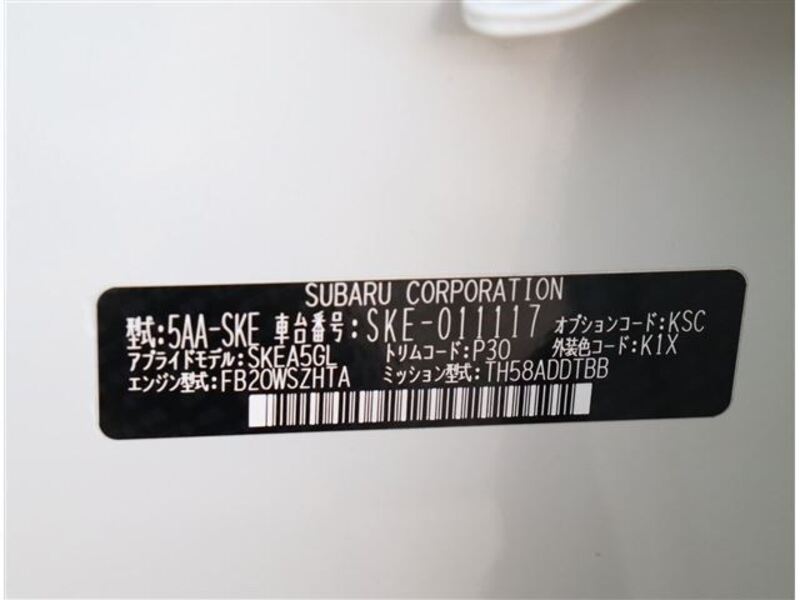 SUBARU CORPORATION
型式:5AA-SKE 車台番号:SKE-011117 オプションコード:KSC
アプライドモデル:SKEA5GL トリムコード:P30 外装色コード:K1X
エンジン型式:FB20WSZHTA ミッション型式:TH58ADDTBB